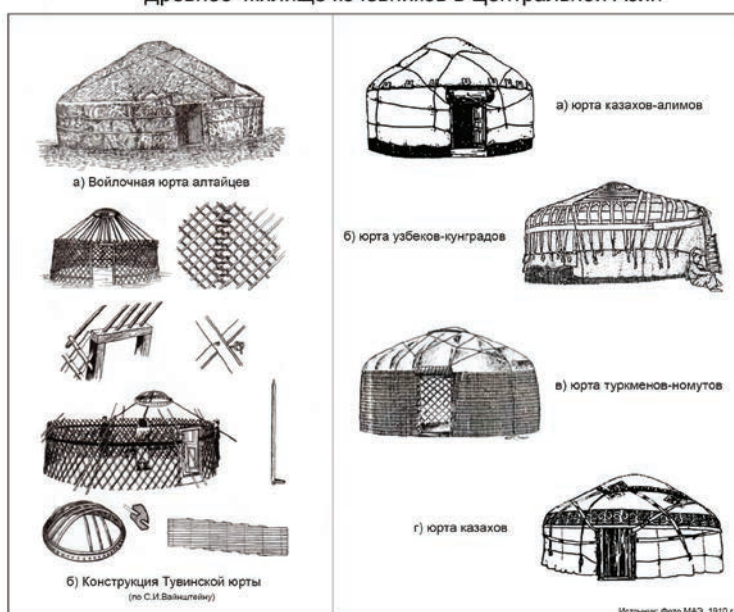 Древнее жилище кочевников в Центральной Азии
а) Войлочная юрта алтайцев
б) Конструкция Тувинской юрты
(по С.И.Вайнштейну)
а) юрта казахов-алимов
б) юрта узбеков-кунградов
в) юрта туркменов-номутов
г) юрта казахов
Источник: Фото МАЭ, 1910 г.